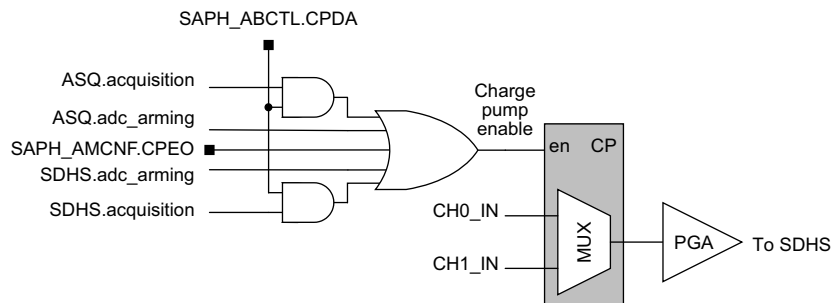 SAPH_ABCTL.CPDA
ASQ.acquisition
ASQ.adc_arming
SAPH_AMCNF.CPEO
SDHS.adc_arming
SDHS.acquisition
Charge
pump
enable
en CP
CH0_IN
CH1_IN
MUX
PGA
To SDHS